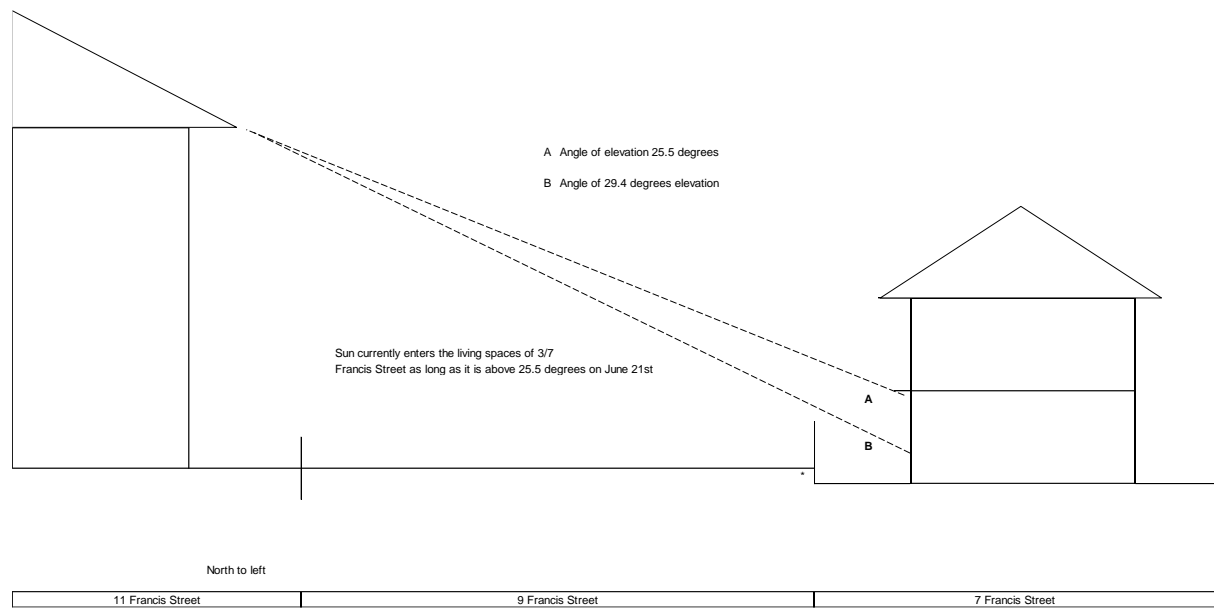 A Angle of elevation 25.5 degrees
B Angle of 29.4 degrees elevation
Sun currently enters the living spaces of 3/7
Francis Street as long as it is above 25.5 degrees on June 21st
A
B
*
North to left
11 Francis Street
9 Francis Street
7 Francis Street